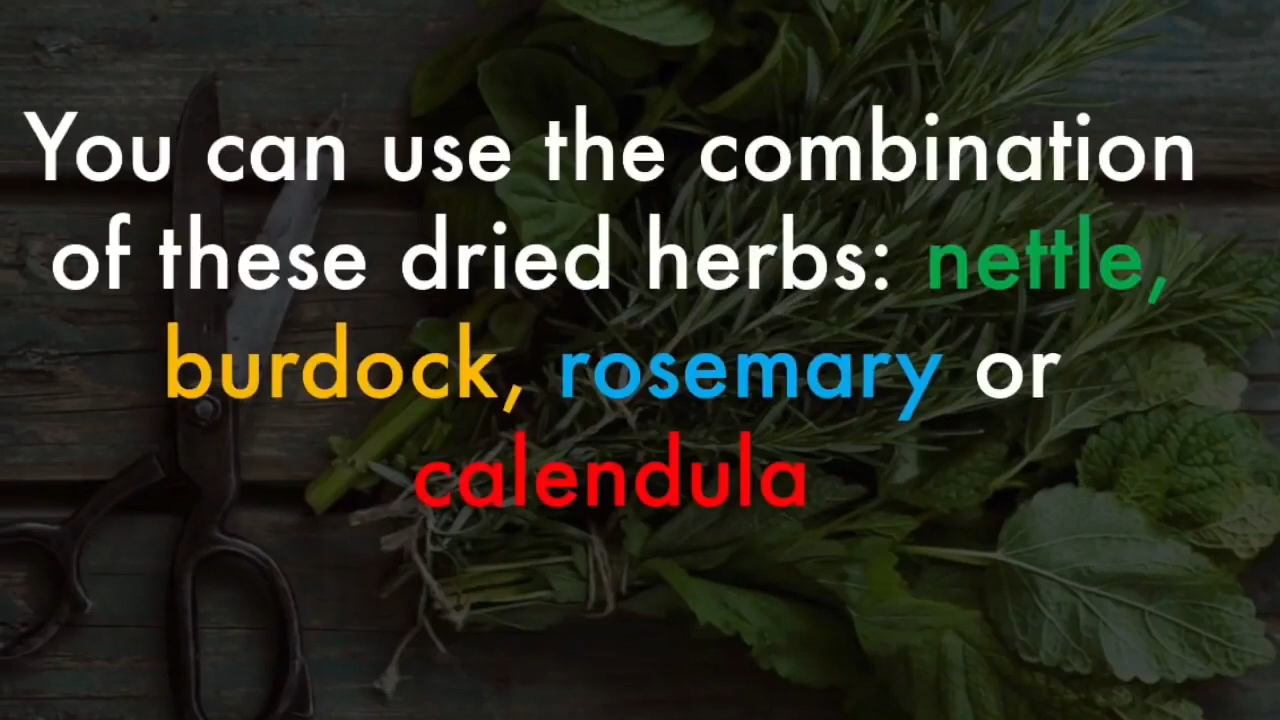 You can use the combination
of these dried herbs: nettle,
burdock, rosemary or
calendula